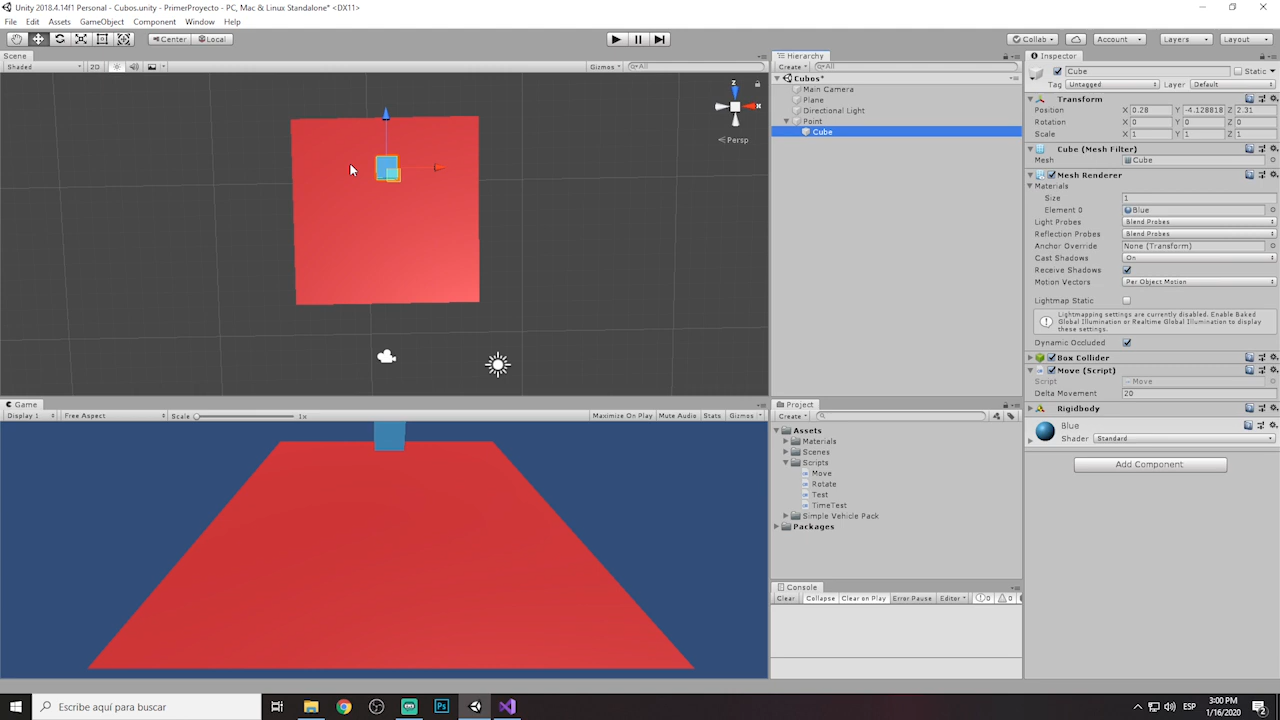 Unity 2018.4.14f1 Personal - Cubos.unity - PrimerProyecto - PC, Mac & Linux Standalone* <DX11>
File Edit Assets GameObject Component Window Help
Center Local Collab Account Layers Layout
Scene
Shaded 2D Gizmos All
z
x
Persp
Hierarchy
Create All
Cubos*
Main Camera
Plane
Directional Light
Point
Cube
Inspector
Cube Static
Tag Untagged Layer Default
Transform
Position X 0.28 Y -4.128818 Z 2.31
Rotation X 0 Y 0 Z 0
Scale X 1 Y 1 Z 1
Cube (Mesh Filter)
Mesh Cube
Mesh Renderer
Materials
Size 1
Element 0 Blue
Light Probes Blend Probes
Reflection Probes Blend Probes
Anchor Override None (Transform)
Cast Shadows On
Receive Shadows
Motion Vectors Per Object Motion
Lightmap Static
Lightmapping settings are currently disabled. Enable Baked
Global Illumination or Realtime Global Illumination to display
these settings.
Dynamic Occluded
Box Collider
Move (Script)
Script Move
Delta Movement 20
Rigidbody
Blue
Shader Standard
Add Component
Game
Display 1 Free Aspect Scale 1x Maximize On Play Mute Audio Stats Gizmos
Project
Create
Assets
Materials
Scenes
Scripts
Move
Rotate
Test
TimeTest
Simple Vehicle Pack
Packages
Console
Clear Collapse Clear on Play Error Pause Editor 0 0
Escribe aquí para buscar
Ps
ESP
3:00 PM
1/16/2020
2